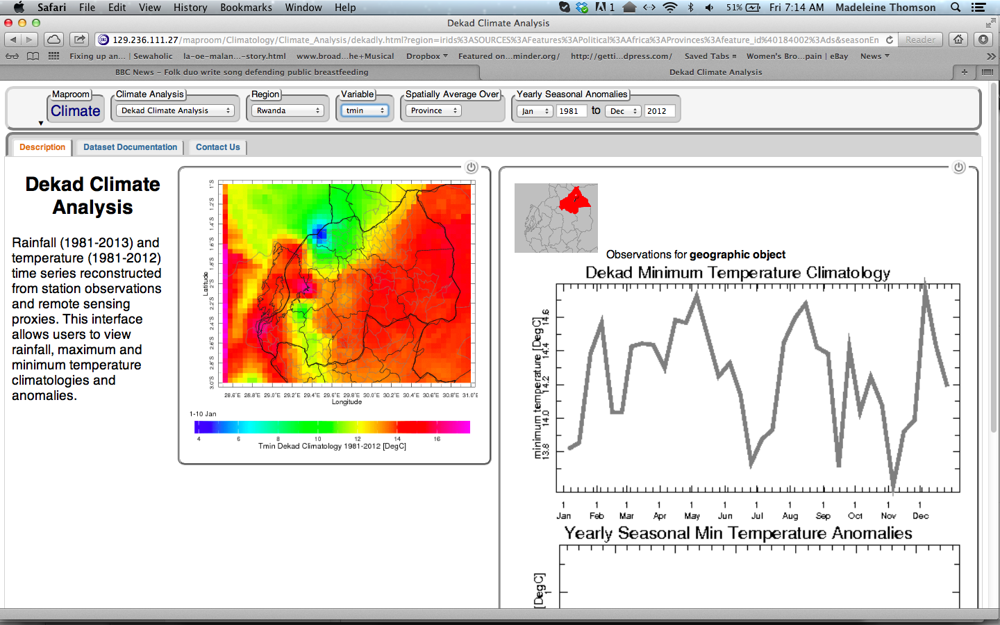 Safari File Edit View History Bookmarks Window Help
1 51% Fri 7:14 AM Madeleine Thomson
Dekad Climate Analysis
129.236.111.27/maproom/Climatology/Climate_Analysis/dekadly.html?region=irids%3ASOURCES%3AFeatures%3APolitical%3AAfrica%3AProvinces%3Afeature_id%40184002%3Ads&seasonEn
Reader
Fixing up an... | Sewaholic la-oe-malan...-story.html www.broad...he+Musical Dropbox Featured on...minder.org/ http://getti...dpress.com/ Saved Tabs Women's Bro...pain | eBay News
BBC News – Folk duo write song defending public breastfeeding
Dekad Climate Analysis
Maproom Climate Analysis Region Variable Spatially Average Over Yearly Seasonal Anomalies
Climate Dekad Climate Analysis Rwanda tmin Province Jan 1981 to Dec 2012
Description Dataset Documentation Contact Us
Dekad Climate
Analysis
Rainfall (1981-2013) and
temperature (1981-2012)
time series reconstructed
from station observations
and remote sensing
proxies. This interface
allows users to view
rainfall, maximum and
minimum temperature
climatologies and
anomalies.
1°S
1.2°S
1.4°S
1.6°S
1.8°S
2°S
2.2°S
2.4°S
2.6°S
2.8°S
3.0°S
Latitude
28.6°E 28.8°E 29.0°E 29.2°E 29.4°E 29.6°E 29.8°E 30.0°E 30.2°E 30.4°E 30.6°E 30.8°E 31.0°E
Longitude
1-10 Jan
4 6 8 10 12 14 16
Tmin Dekad Climatology 1981-2012 [DegC]
Observations for geographic object
Dekad Minimum Temperature Climatology
minimum temperature [DegC]
14.6
14.4
14.2
14.0
13.8
1 1 1 1 1 1 1 1 1 1 1 1
Jan Feb Mar Apr May Jun Jul Aug Sep Oct Nov Dec
Yearly Seasonal Min Temperature Anomalies
[DegC]
1